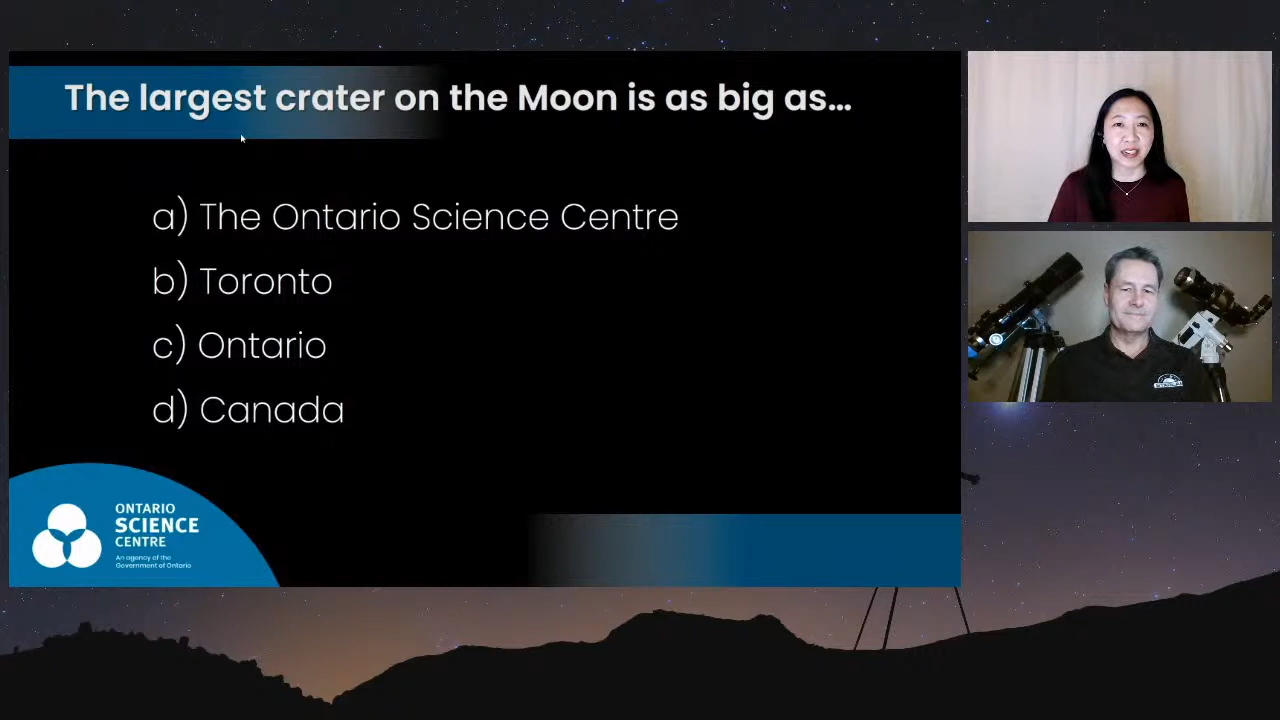 The largest crater on the Moon is as big as...
a) The Ontario Science Centre
b) Toronto
c) Ontario
d) Canada
ONTARIO
SCIENCE
CENTRE
An agency of the
Government of Ontario